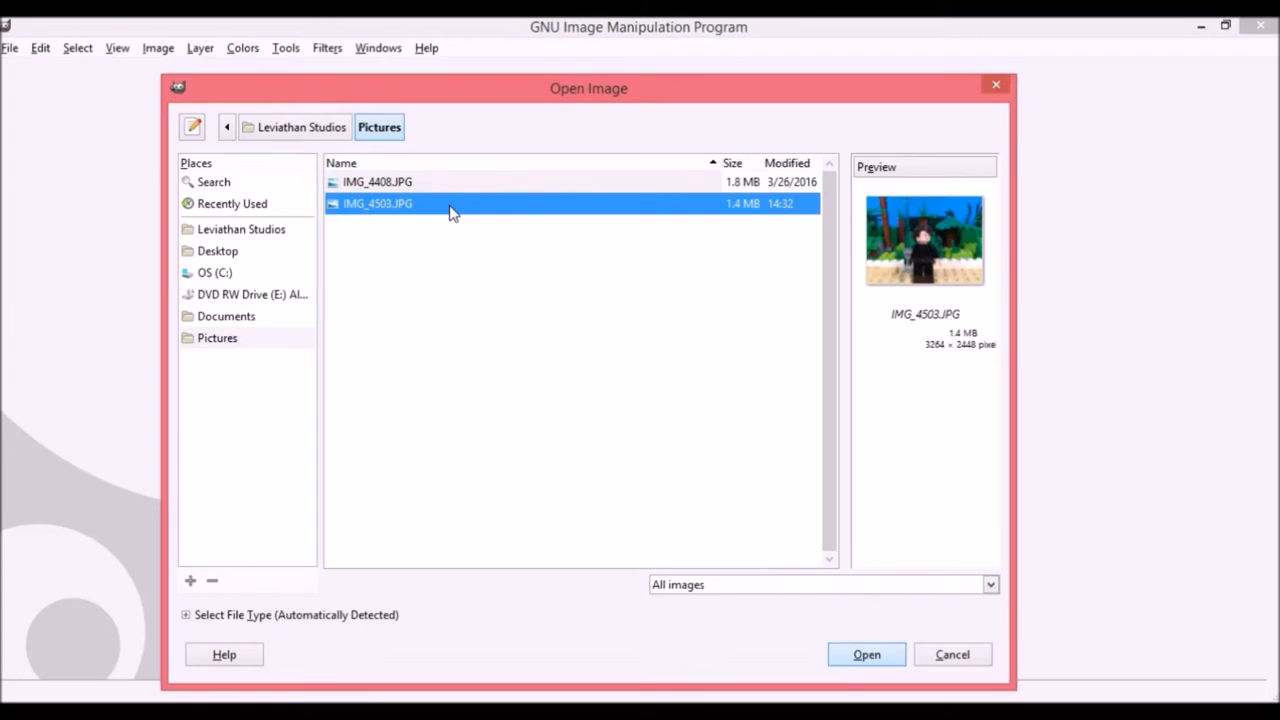 GNU Image Manipulation Program
File Edit Select View Image Layer Colors Tools Filters Windows Help
Open Image
Leviathan Studios Pictures
Places
Search
Recently Used
Leviathan Studios
Desktop
OS (C:)
DVD RW Drive (E:) Al...
Documents
Pictures
Name Size Modified
IMG_4408.JPG 1.8 MB 3/26/2016
IMG_4503.JPG 1.4 MB 14:32
Preview
IMG_4503.JPG
1.4 MB
3264 × 2448 pixe
All images
Select File Type (Automatically Detected)
Help Open Cancel